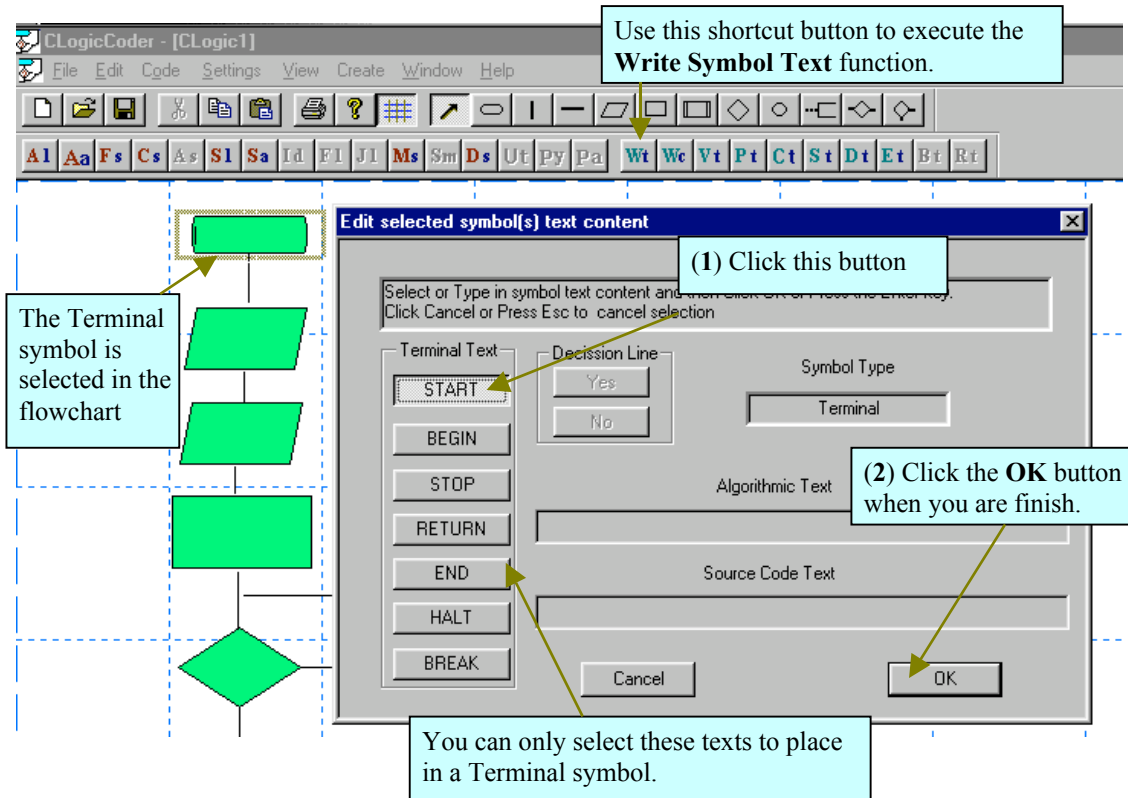 Use this shortcut button to execute the
Write Symbol Text function.
CLogicCoder - [CLogic1]
File Edit Code Settings View Create Window Help
Al Aa Fs Cs As Sl Sa Id Fl Jl Ms Sm Ds Ut Py Pa Wt Wc Vt Pt Ct St Dt Et Bt Rt
Edit selected symbol(s) text content
(1) Click this button
Select or Type in symbol text content and then Click OK or Press the Enter Key.
Click Cancel or Press Esc to cancel selection
The Terminal
symbol is
selected in the
flowchart
Terminal Text
START
BEGIN
STOP
RETURN
END
HALT
BREAK
Decission Line
Yes
No
Symbol Type
Terminal
(2) Click the OK button
when you are finish.
Algorithmic Text
Source Code Text
Cancel
OK
You can only select these texts to place
in a Terminal symbol.